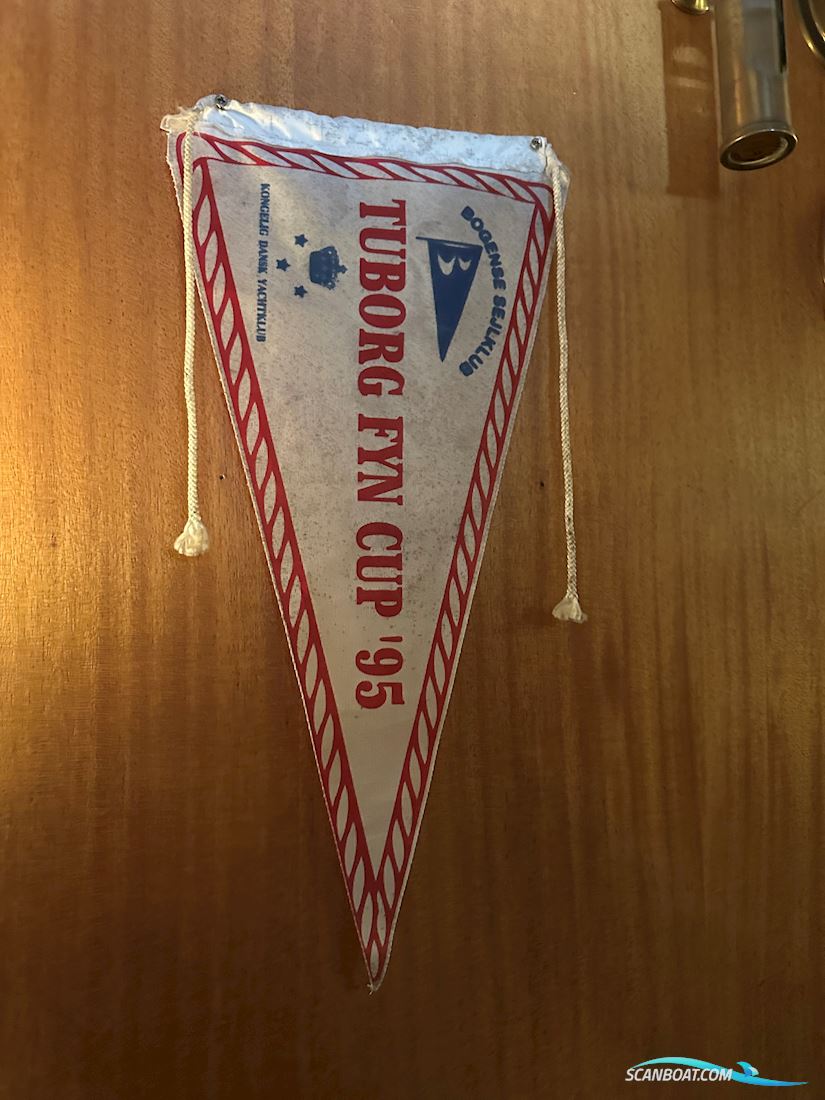 BOGENSE SEJLKLUB
B
TUBORG FYN CUP '95
KONGELIG DANSK YACHTKLUB
SCANBOAT.COM